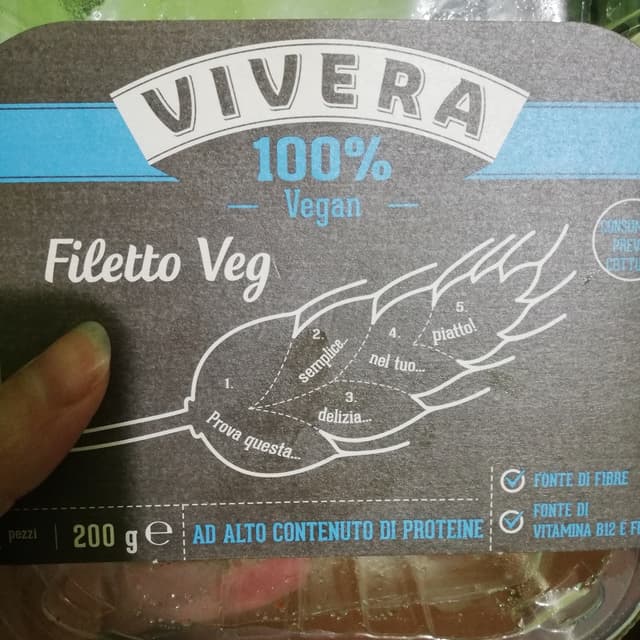 VIVERA
100%
Vegan
Filetto Veg
1.
Prova questa...
2.
semplice...
3.
delizia...
4.
nel tuo...
5.
piatto!
pezzi
200 g e
AD ALTO CONTENUTO DI PROTEINE
FONTE DI FIBRE
FONTE DI
VITAMINA B12 E